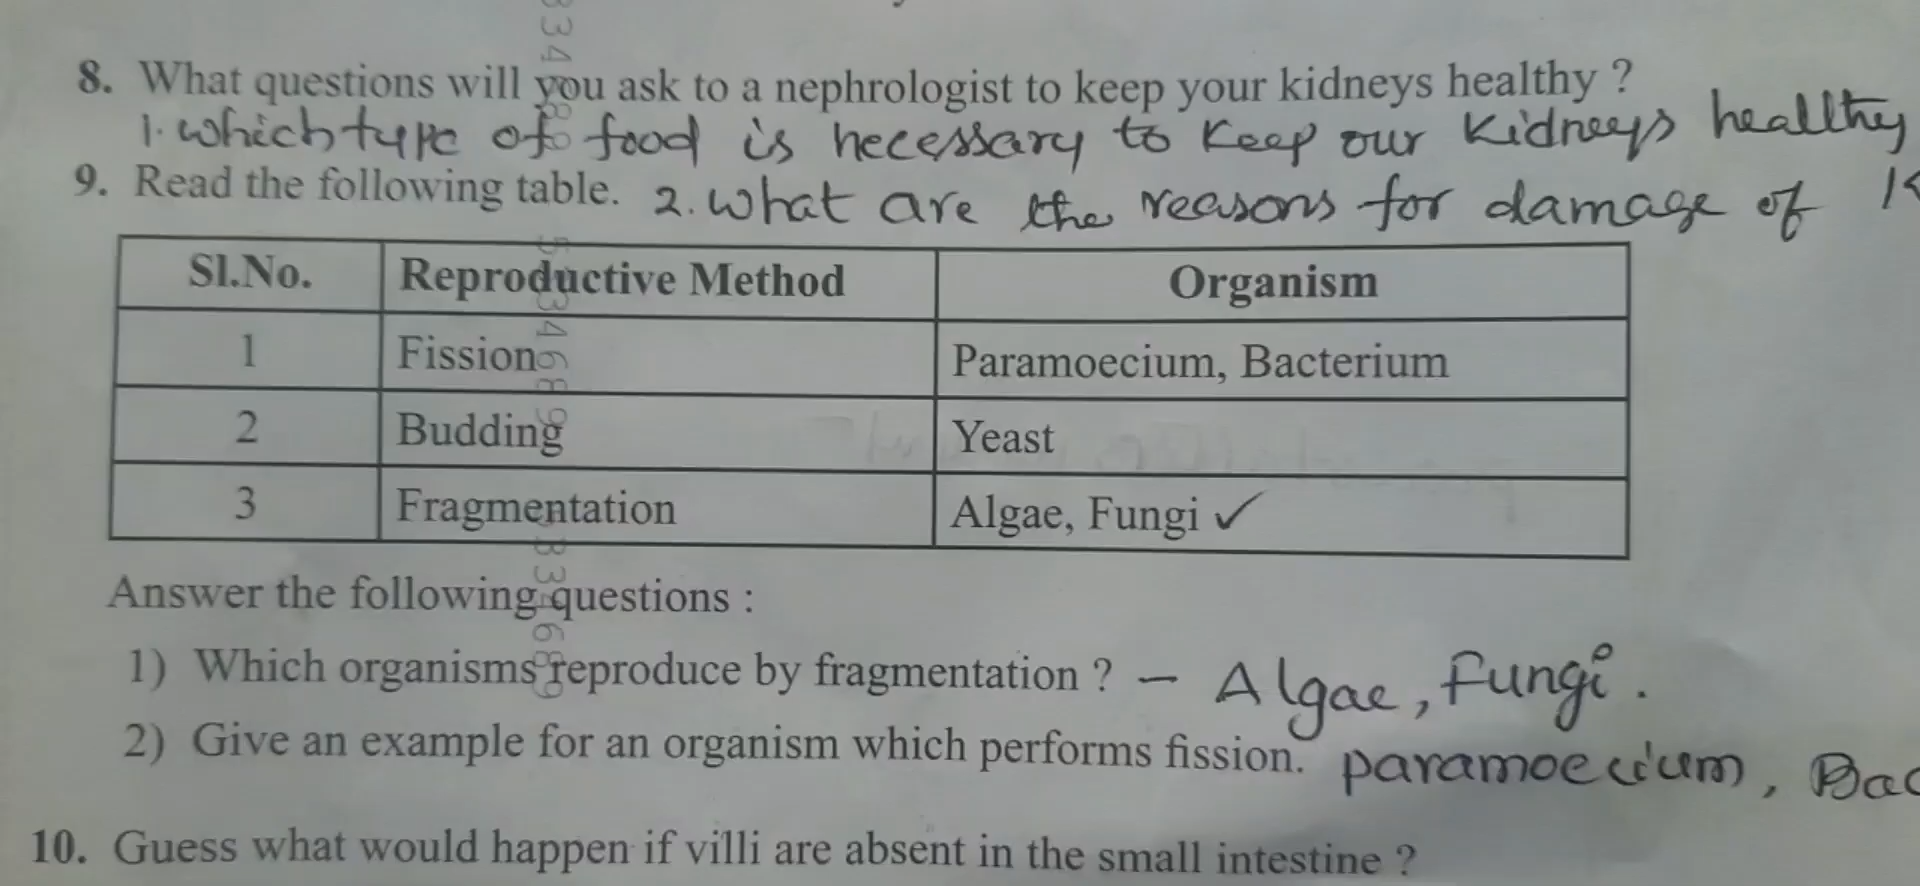 8. What questions will you ask to a nephrologist to keep your kidneys healthy ?
1. which type of food is necessary to keep our Kidneys healthy
9. Read the following table. 2. what are the reasons for damage of
Sl.No. Reproductive Method Organism
1 Fission Paramoecium, Bacterium
2 Budding Yeast
3 Fragmentation Algae, Fungi ✓
Answer the following questions :
1) Which organisms reproduce by fragmentation ? – Algae, Fungi.
2) Give an example for an organism which performs fission. paramoecium, Bac
10. Guess what would happen if villi are absent in the small intestine ?